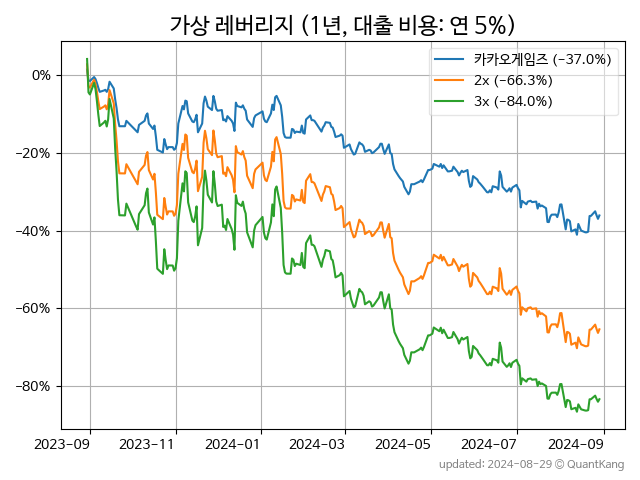 가상 레버리지 (1년, 대출 비용: 연 5%)
카카오게임즈 (−37.0%)
2x (−66.3%)
3x (−84.0%)
0%
−20%
−40%
−60%
−80%
2023-09 2023-11 2024-01 2024-03 2024-05 2024-07 2024-09
updated: 2024-08-29 © QuantKang